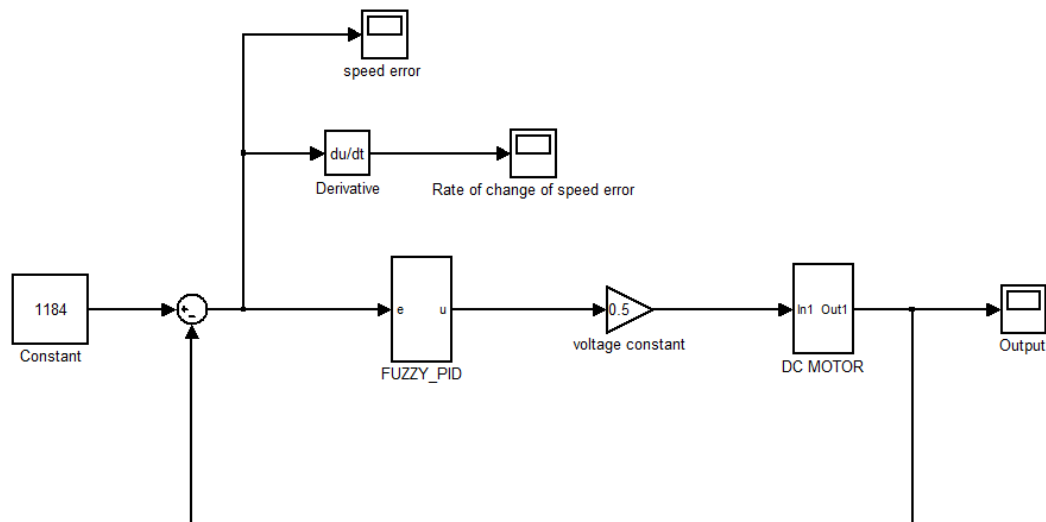 speed error
du/dt
Derivative
Rate of change of speed error
1184
Constant
+
-
e u
FUZZY_PID
0.5
voltage constant
In1 Out1
DC MOTOR
Output